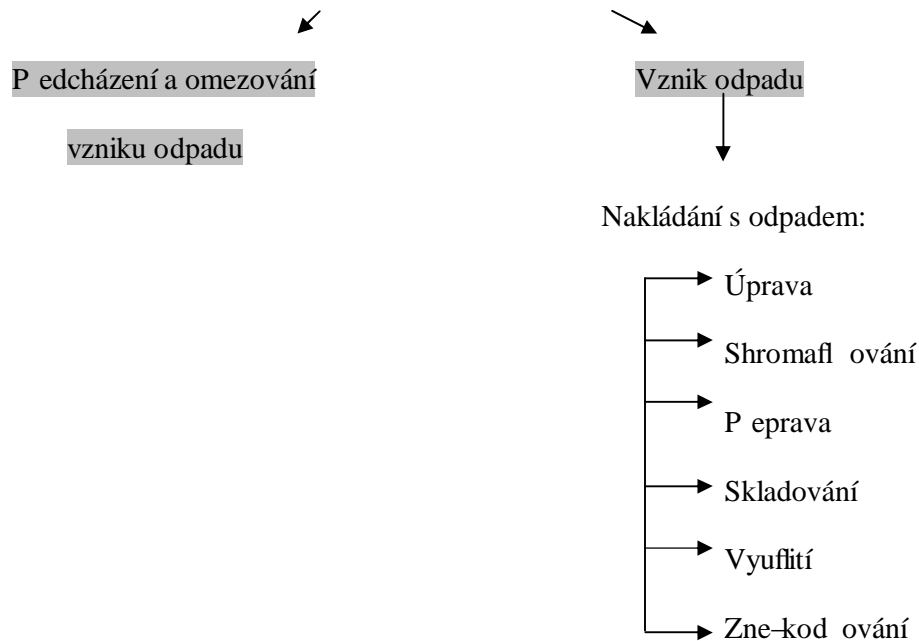 P edcházení a omezování
vzniku odpadu
Vznik odpadu
Nakládání s odpadem:
Úprava
Shromafl ování
P eprava
Skladování
Vyuflití
Zne–kod ování